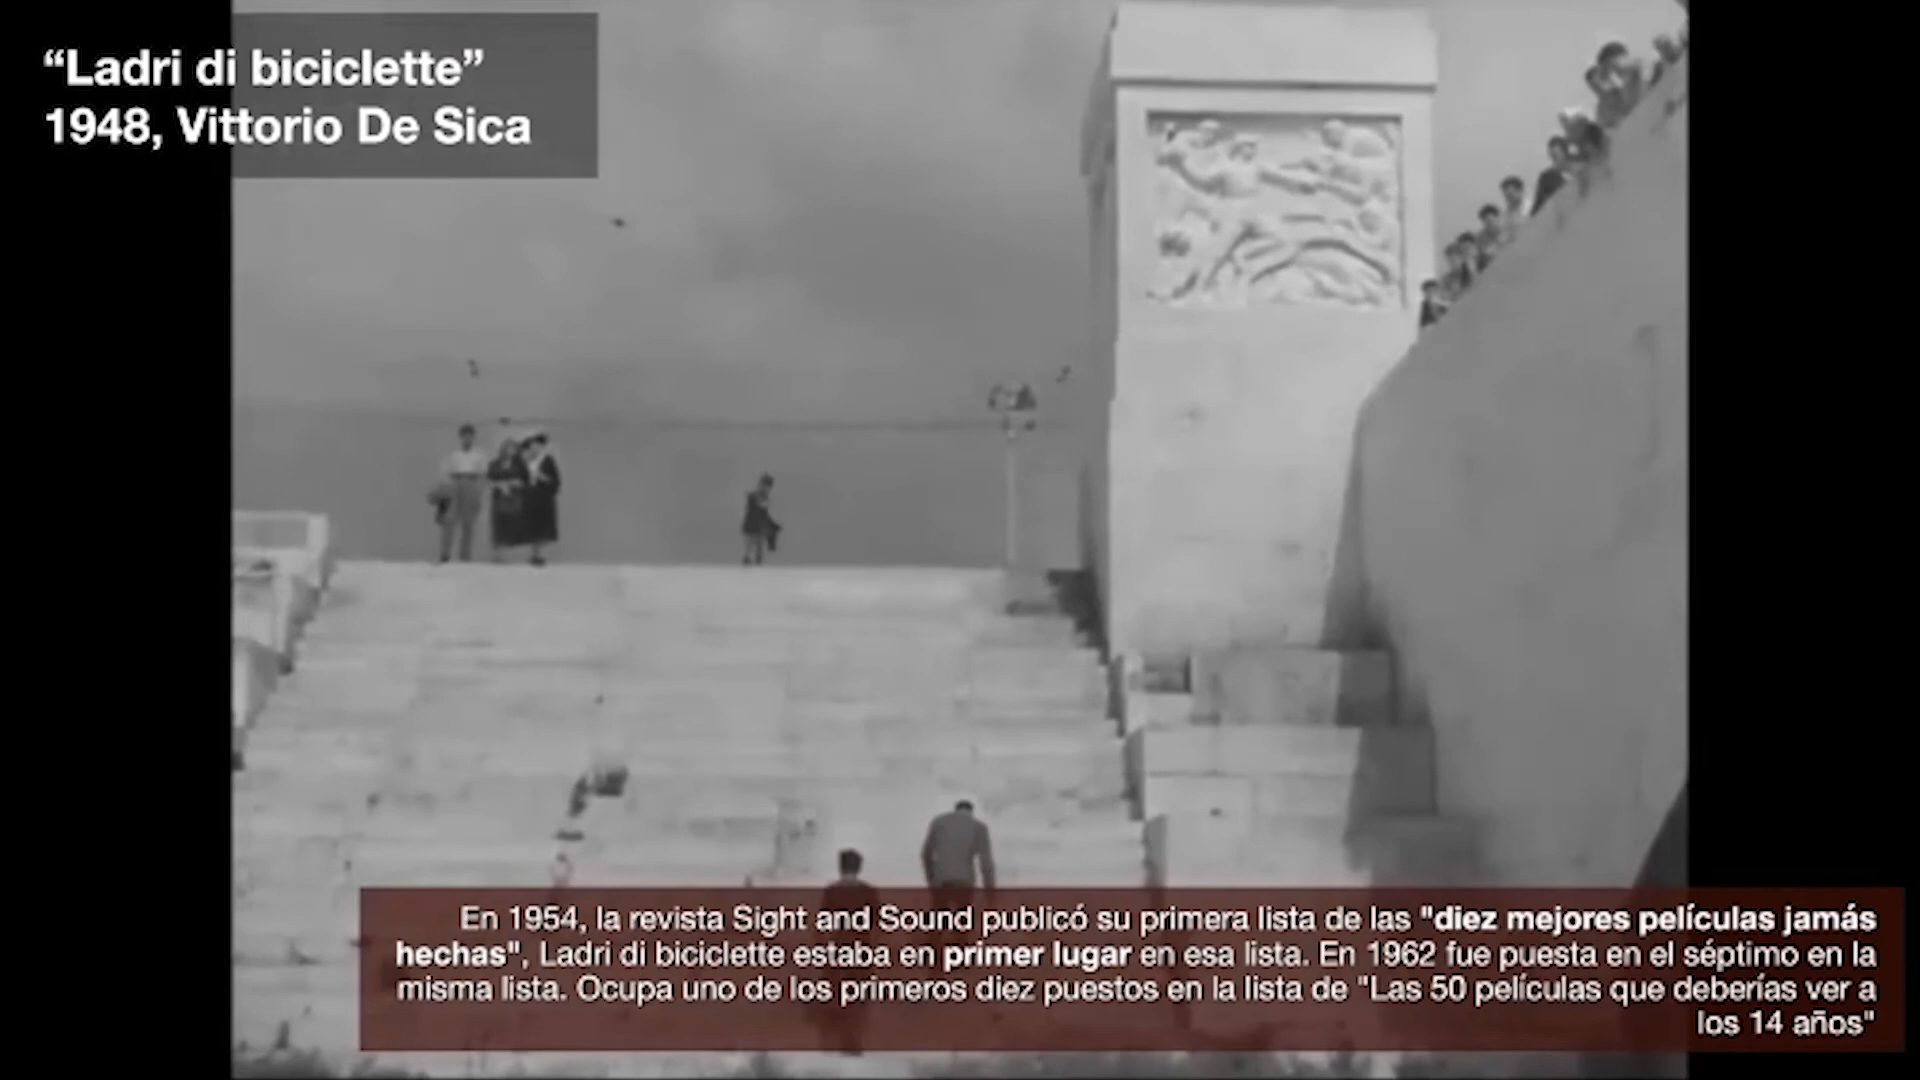 “Ladri di biciclette”
1948, Vittorio De Sica
En 1954, la revista Sight and Sound publicó su primera lista de las "diez mejores películas jamás
hechas", Ladri di biciclette estaba en primer lugar en esa lista. En 1962 fue puesta en el séptimo en la
misma lista. Ocupa uno de los primeros diez puestos en la lista de "Las 50 películas que deberías ver a
los 14 años"